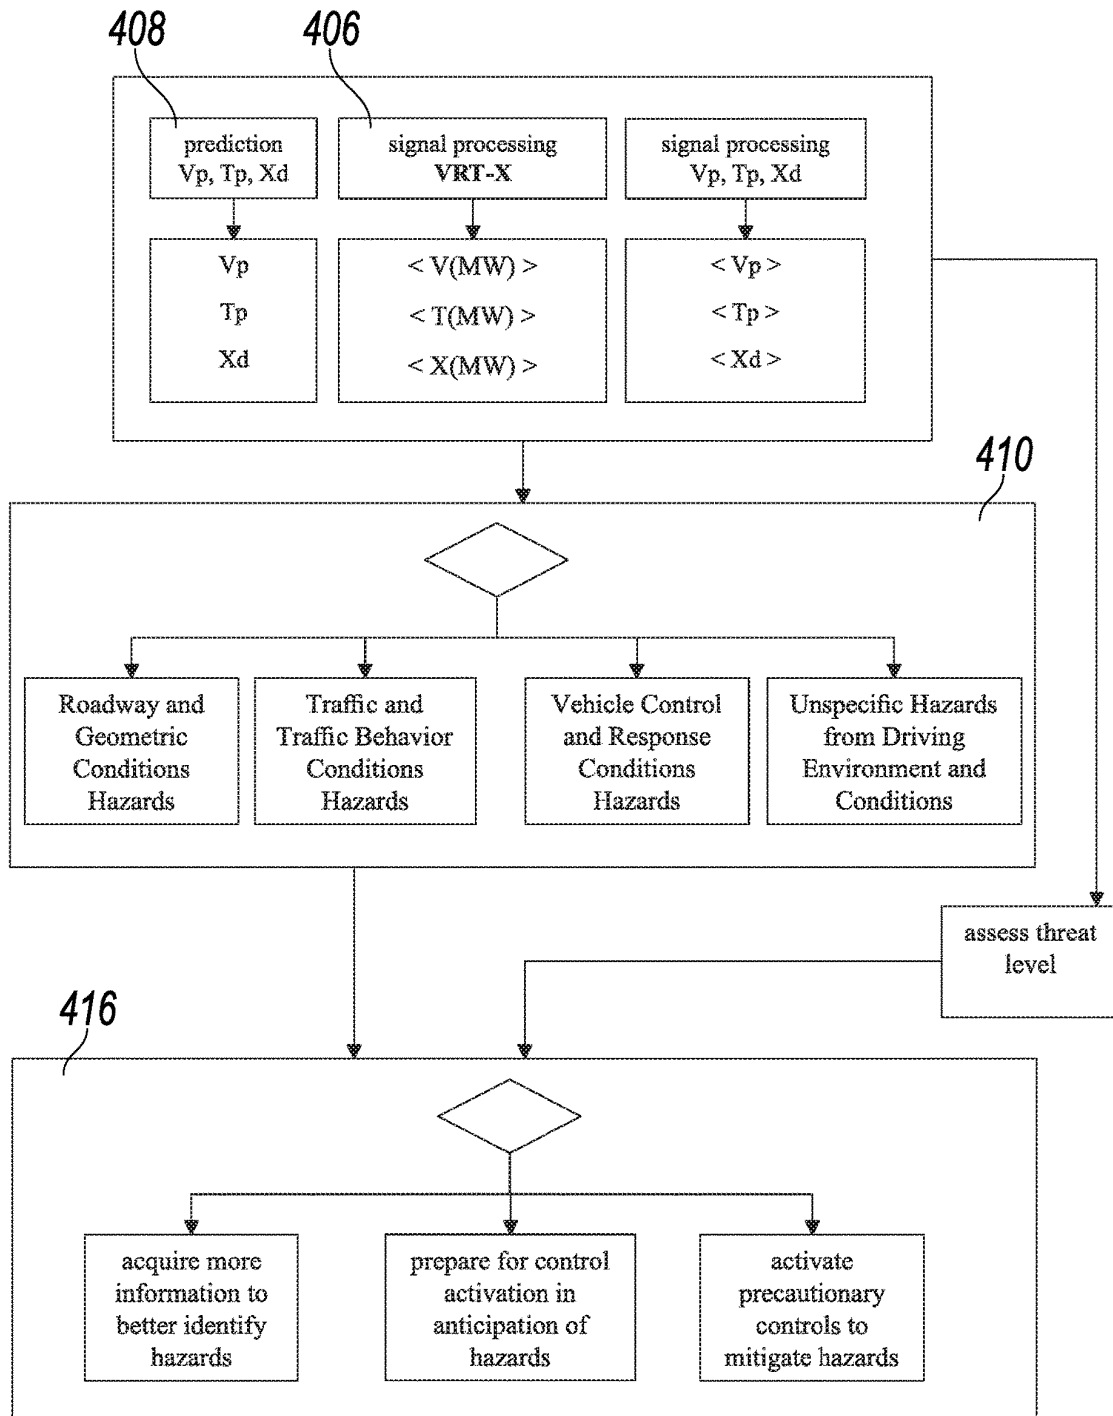 408
406
prediction
Vp, Tp, Xd
signal processing
VRT-X
signal processing
Vp, Tp, Xd
Vp
Tp
Xd
< V(MW) >
< T(MW) >
< X(MW) >
< Vp >
< Tp >
< Xd >
410
Roadway and
Geometric
Conditions
Hazards
Traffic and
Traffic Behavior
Conditions
Hazards
Vehicle Control
and Response
Conditions
Hazards
Unspecific Hazards
from Driving
Environment and
Conditions
assess threat
level
416
acquire more
information to
better identify
hazards
prepare for control
activation in
anticipation of
hazards
activate
precautionary
controls to
mitigate hazards